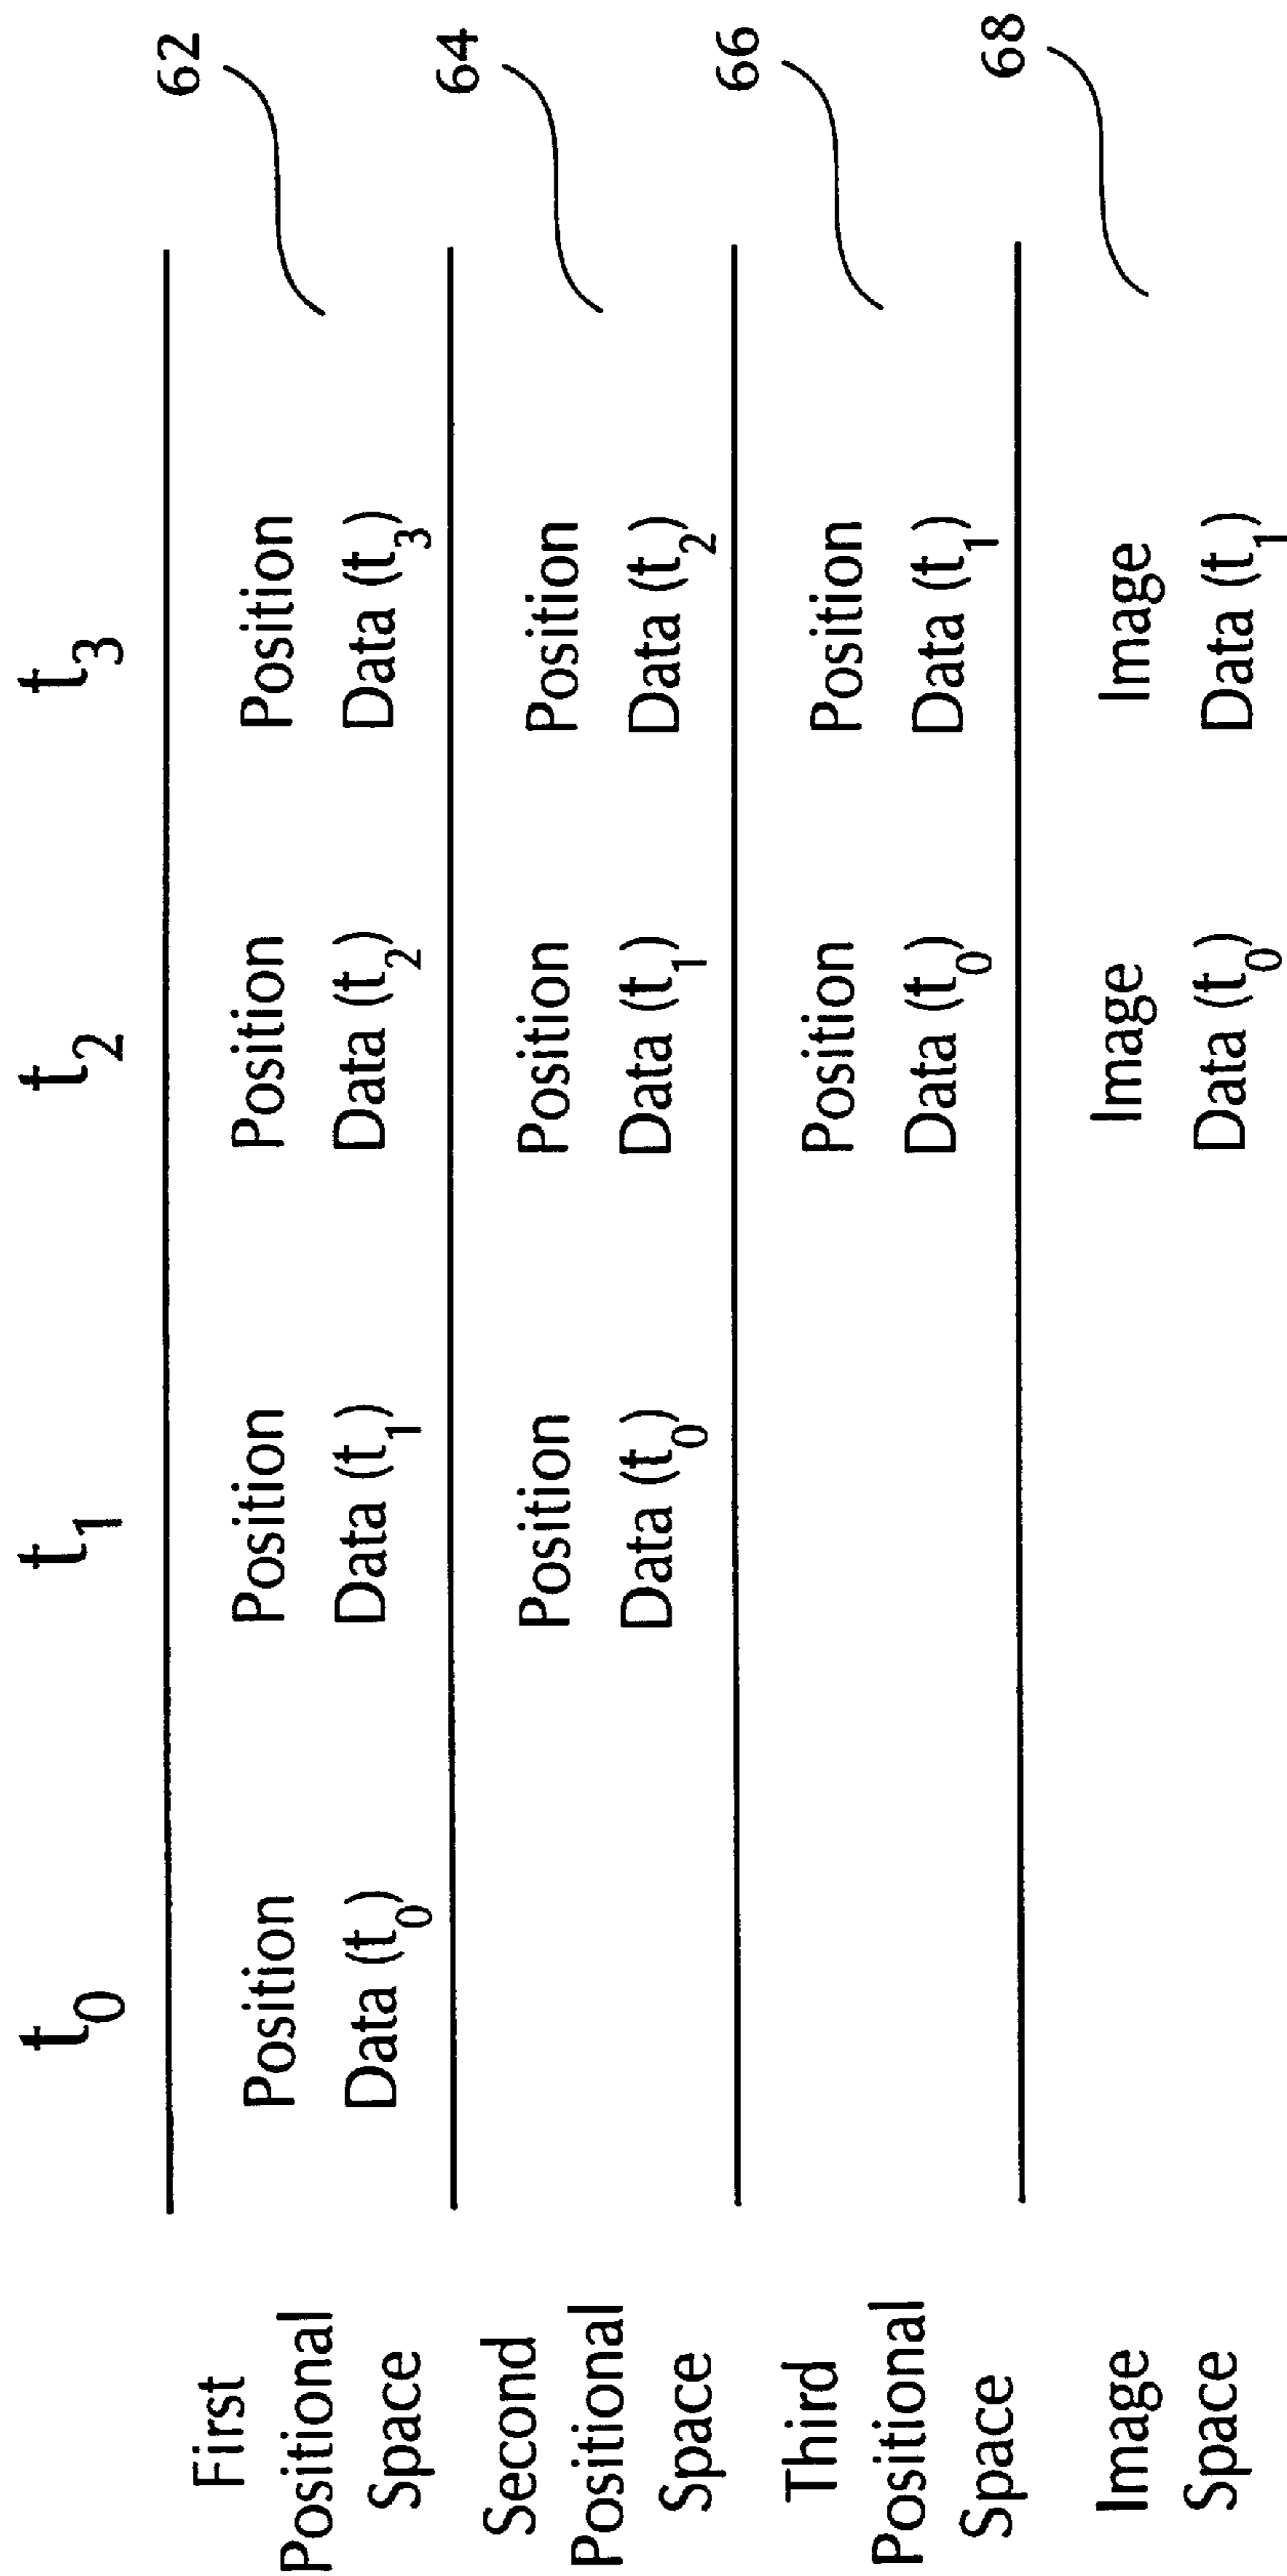 t0 t1 t2 t3
62
First Positional Space
Position Data (t0)
Position Data (t1)
Position Data (t2)
Position Data (t3)
64
Second Positional Space
Position Data (t0)
Position Data (t1)
Position Data (t2)
66
Third Positional Space
Position Data (t0)
Position Data (t1)
68
Image Space
Image Data (t0)
Image Data (t1)